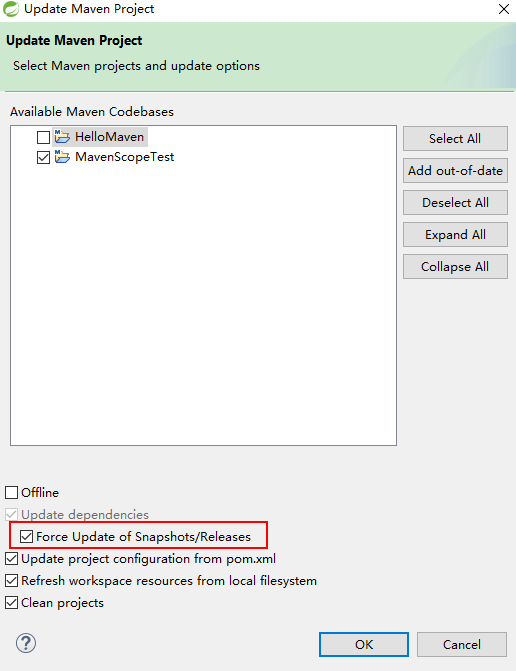 Update Maven Project
Update Maven Project
Select Maven projects and update options
Available Maven Codebases
HelloMaven
MavenScopeTest
Select All
Add out-of-date
Deselect All
Expand All
Collapse All
Offline
Update dependencies
Force Update of Snapshots/Releases
Update project configuration from pom.xml
Refresh workspace resources from local filesystem
Clean projects
?
OK
Cancel